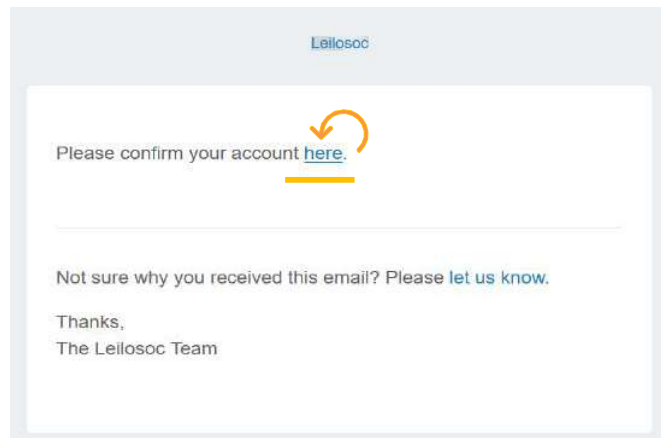 Leilosoc
Please confirm your account here.
Not sure why you received this email? Please let us know.
Thanks,
The Leilosoc Team